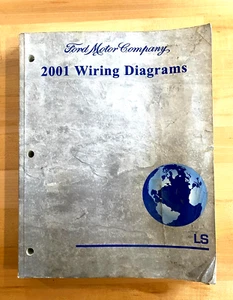 Ford Motor Company
2001 Wiring Diagrams
LS